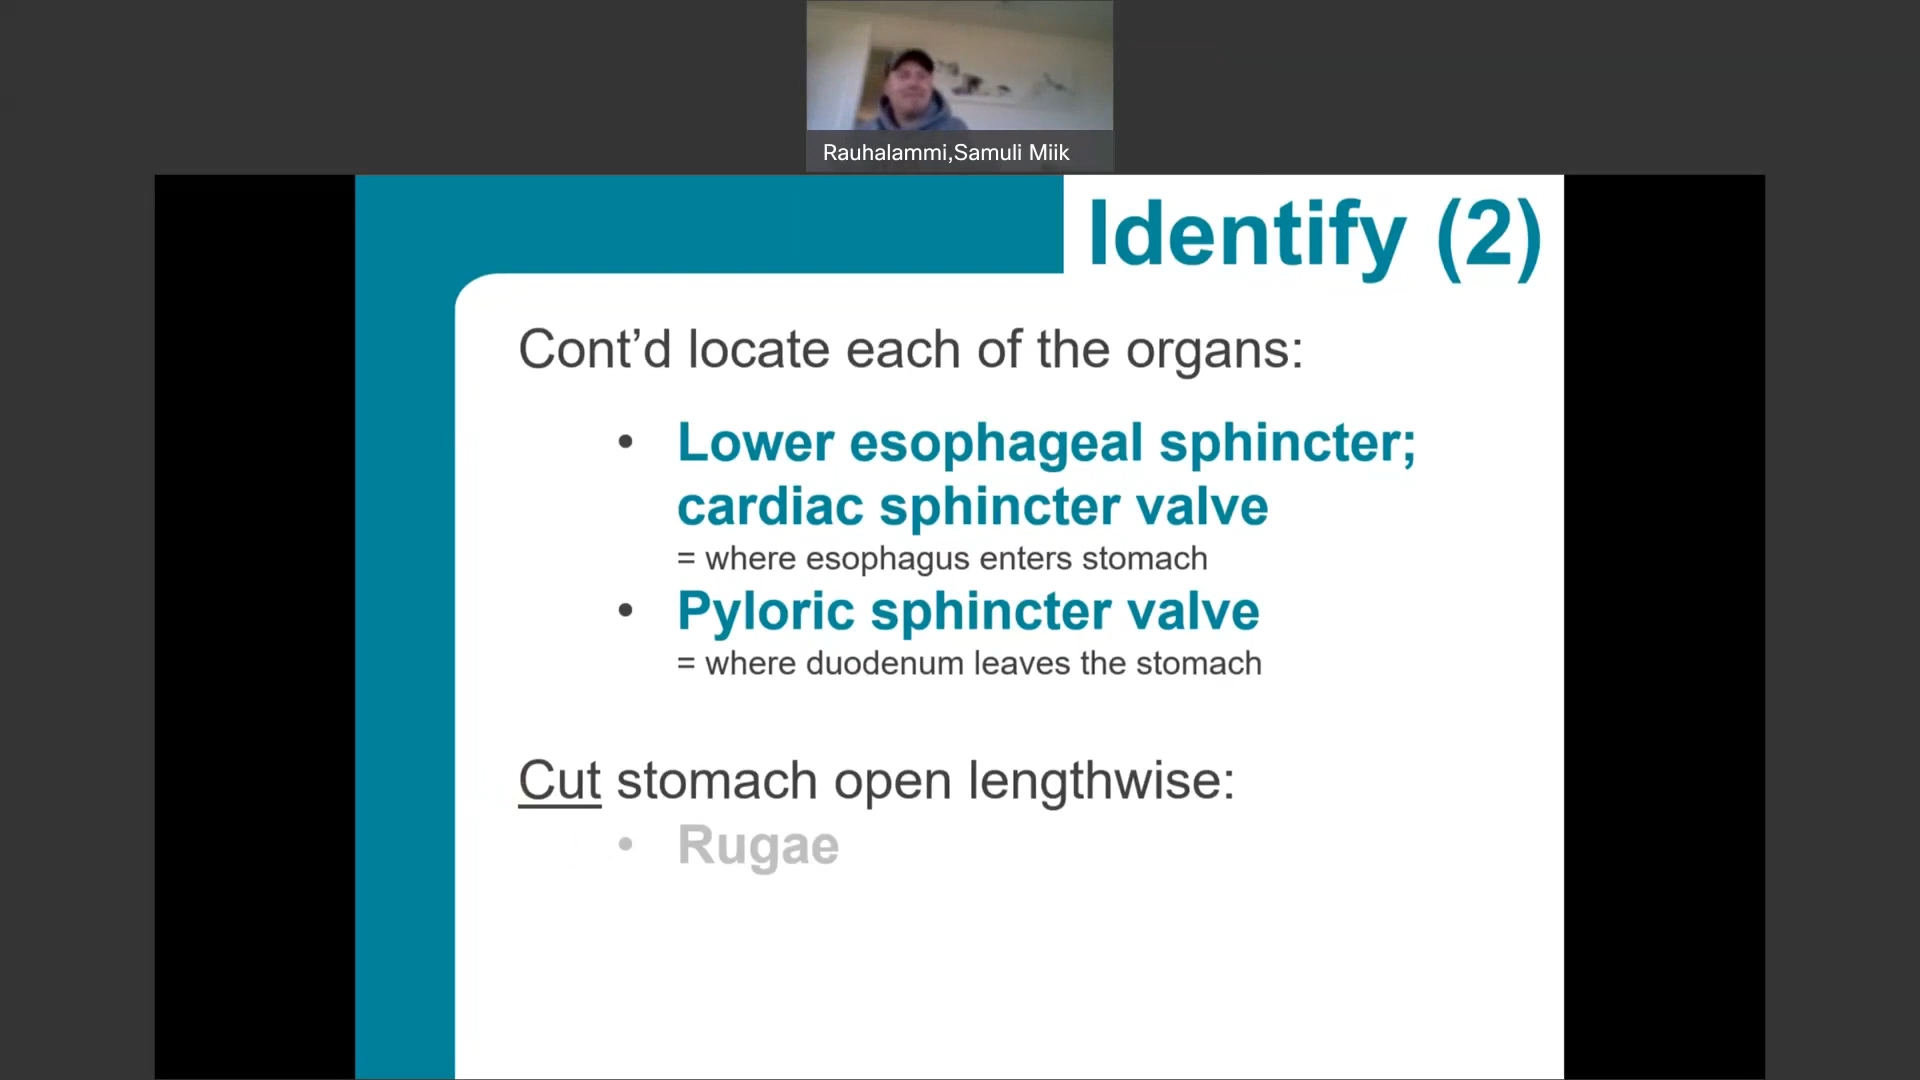 Rauhalammi,Samuli Miik
Identify (2)
Cont’d locate each of the organs:
• Lower esophageal sphincter;
cardiac sphincter valve
= where esophagus enters stomach
• Pyloric sphincter valve
= where duodenum leaves the stomach
Cut stomach open lengthwise:
• Rugae